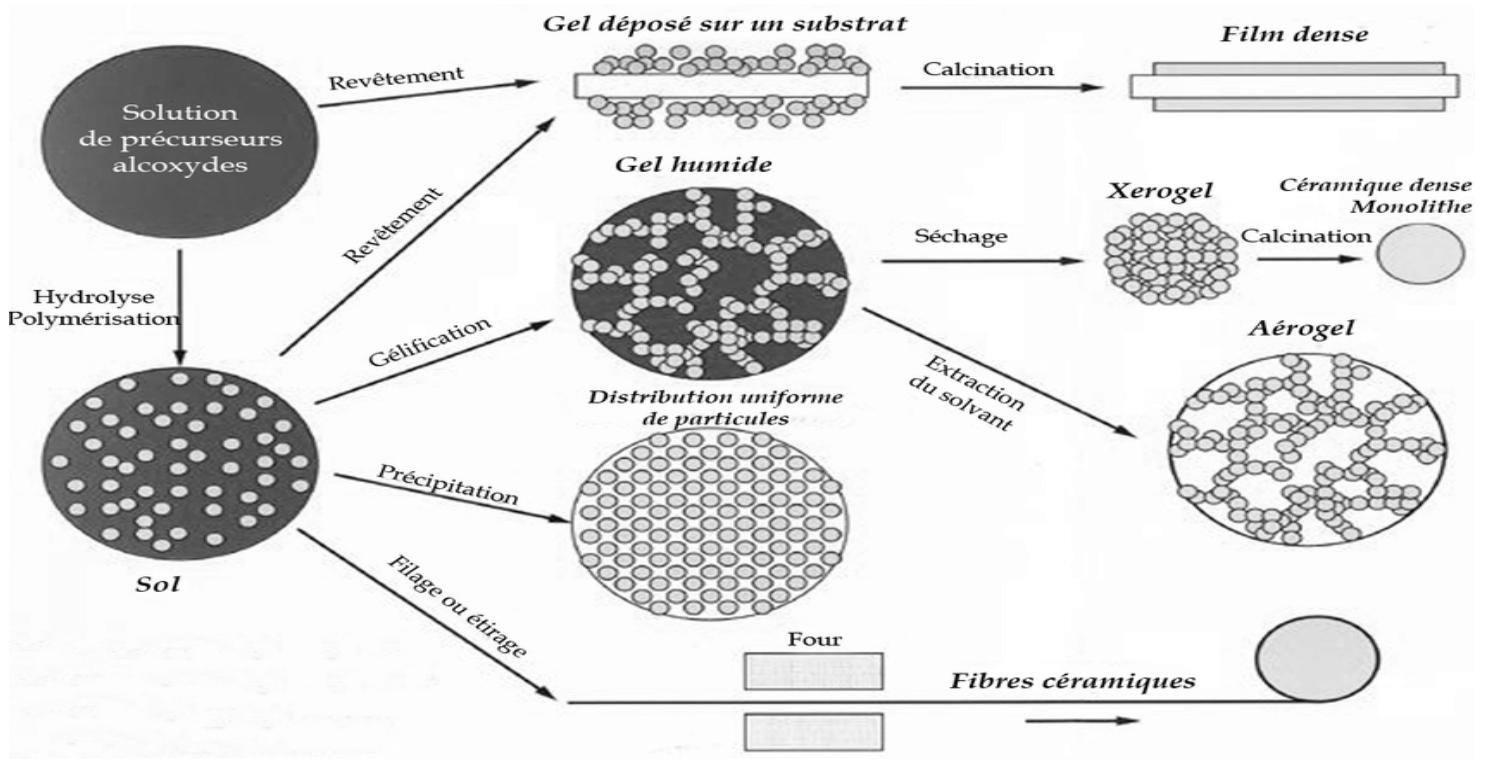 Gel déposé sur un substrat
Film dense
Revêtement
Calcination
Solution
de précurseurs
alcoxydes
Gel humide
Xerogel
Céramique dense
Monolithe
Revêtement
Séchage
Calcination
Hydrolyse
Polymérisation
Gélification
Aérogel
Extraction
du solvant
Distribution uniforme
de particules
Précipitation
Sol
Filage ou étirage
Four
Fibres céramiques